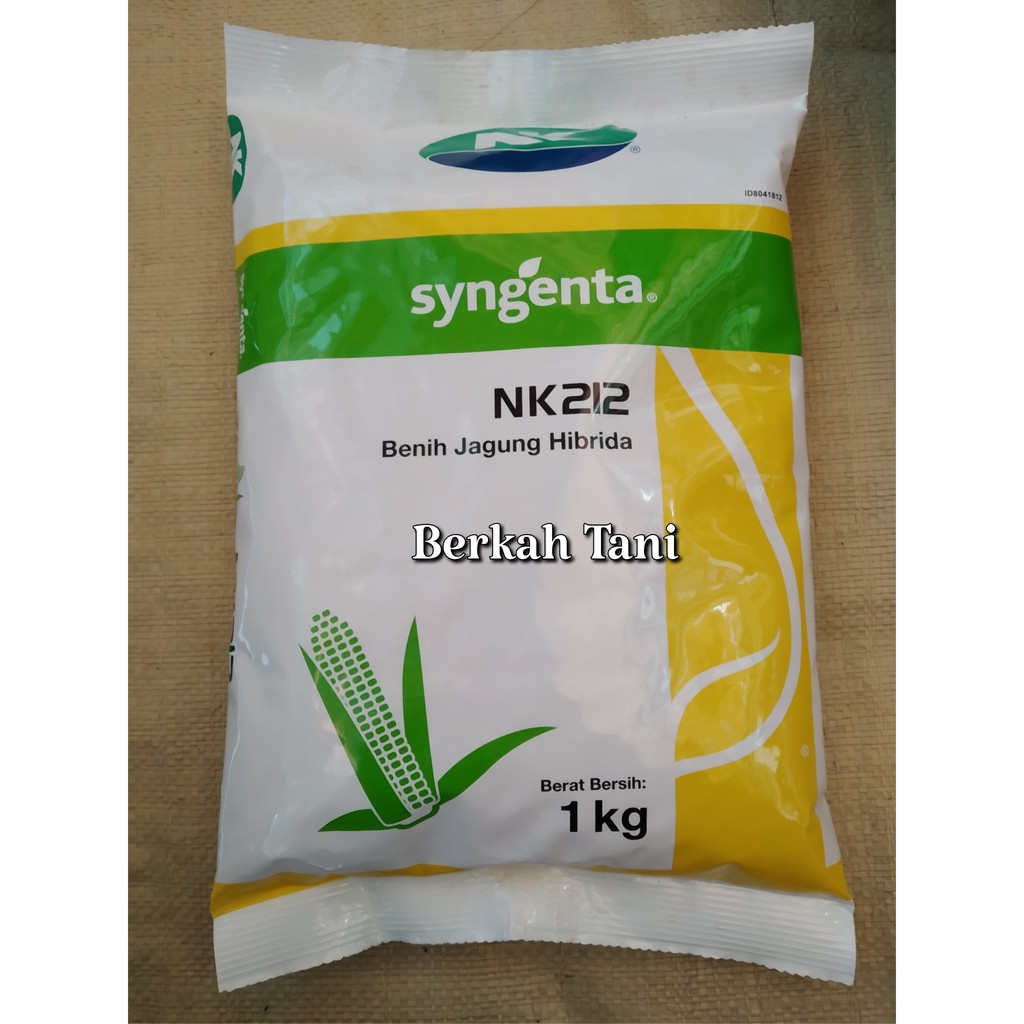 NK®
ID8041812
syngenta®
NK212
Benih Jagung Hibrida
Berkah Tani
Berat Bersih:
1 kg
®